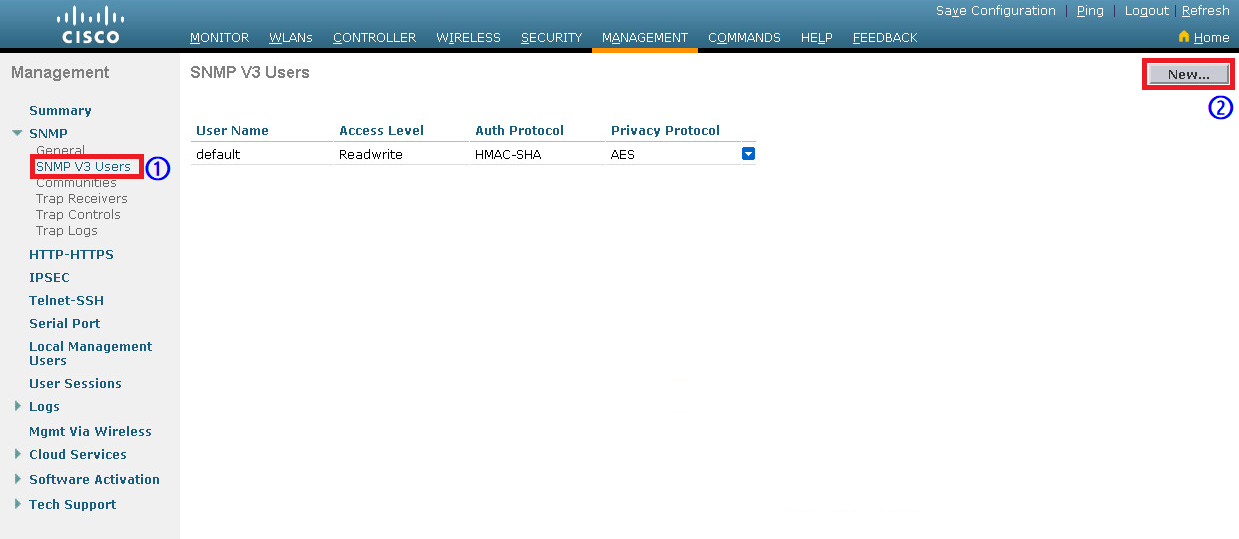 Save Configuration | Ping | Logout | Refresh
CISCO
MONITOR WLANs CONTROLLER WIRELESS SECURITY MANAGEMENT COMMANDS HELP FEEDBACK Home
Management
Summary
SNMP
General
SNMP V3 Users
1
Communities
Trap Receivers
Trap Controls
Trap Logs
HTTP-HTTPS
IPSEC
Telnet-SSH
Serial Port
Local Management
Users
User Sessions
Logs
Mgmt Via Wireless
Cloud Services
Software Activation
Tech Support
SNMP V3 Users
New...
2
User Name Access Level Auth Protocol Privacy Protocol
default Readwrite HMAC-SHA AES